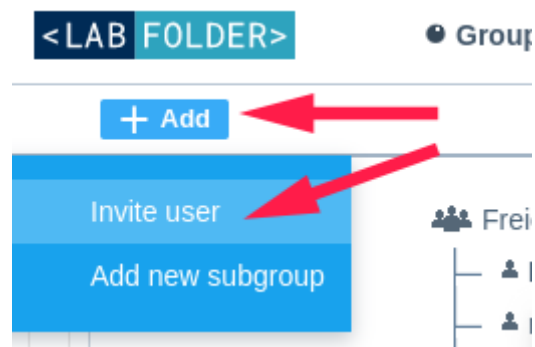 <LAB FOLDER>
Group
+ Add
Invite user
Frei
Add new subgroup